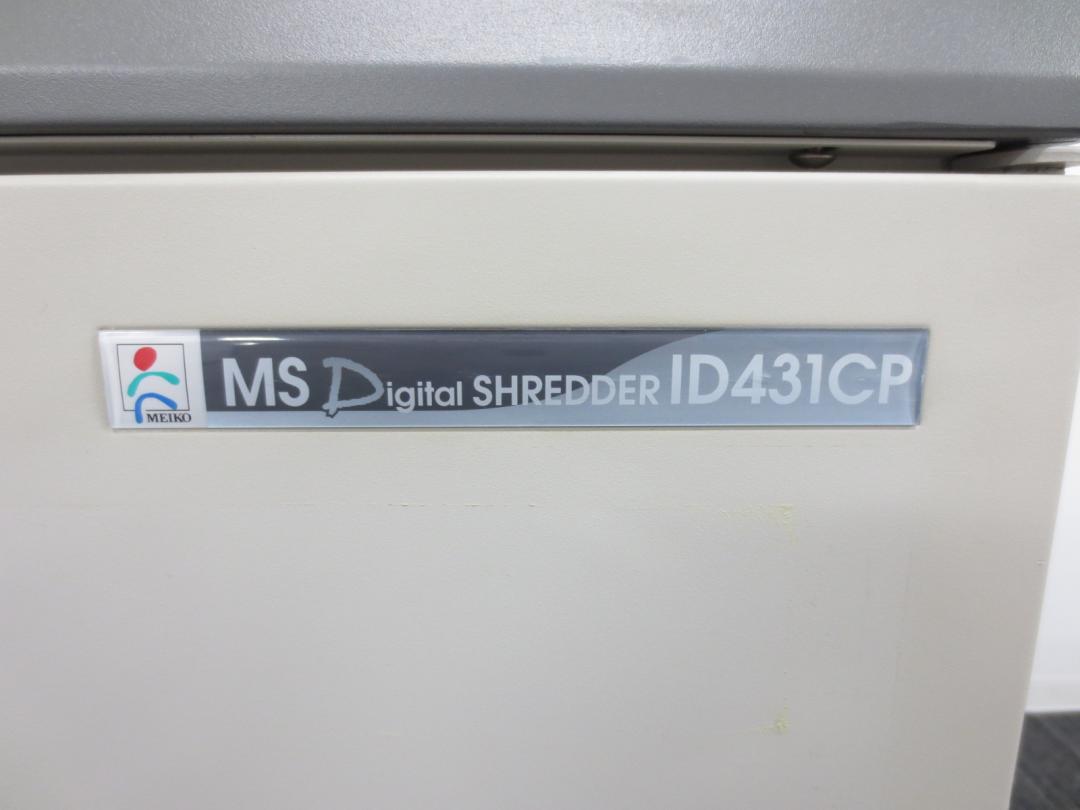 MEIKO
MS Digital SHREDDER ID431CP